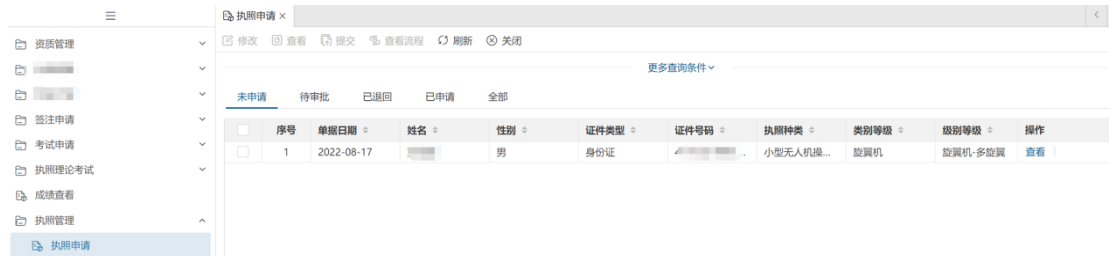 执照申请 ×
资质管理
修改 查看 提交 查看流程 刷新 关闭
更多查询条件
签注申请
未申请 待审批 已退回 已申请 全部
考试申请
序号 单据日期 姓名 性别 证件类型 证件号码 执照种类 类别等级 级别等级 操作
1 2022-08-17 男 身份证 小型无人机操... 旋翼机 旋翼机-多旋翼 查看
执照理论考试
成绩查看
执照管理
执照申请